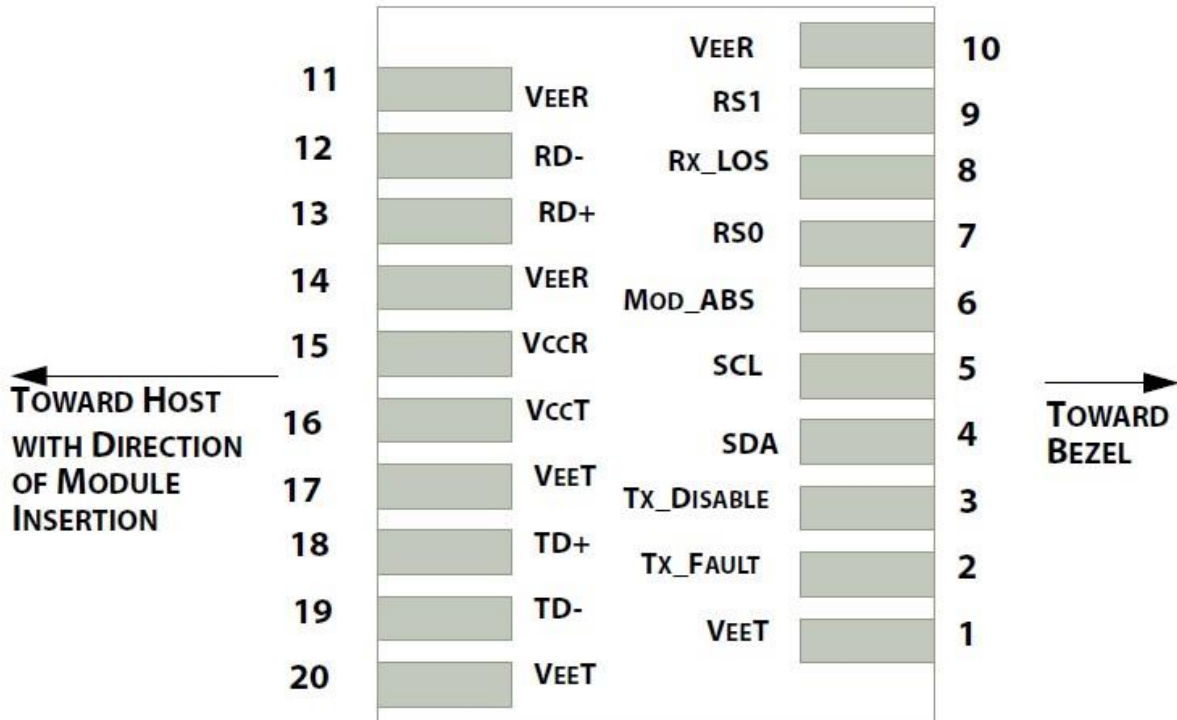 VEER 10
11 VEER
RS1 9
12 RD-
Rx_LOS 8
13 RD+
RS0 7
14 VEER
MOD_ABS 6
15 VCCR
SCL 5
TOWARD HOST
WITH DIRECTION
OF MODULE
INSERTION
TOWARD
BEZEL
16 VCCT
SDA 4
17 VEET
TX_DISABLE 3
18 TD+
TX_FAULT 2
19 TD-
VEET 1
20 VEET